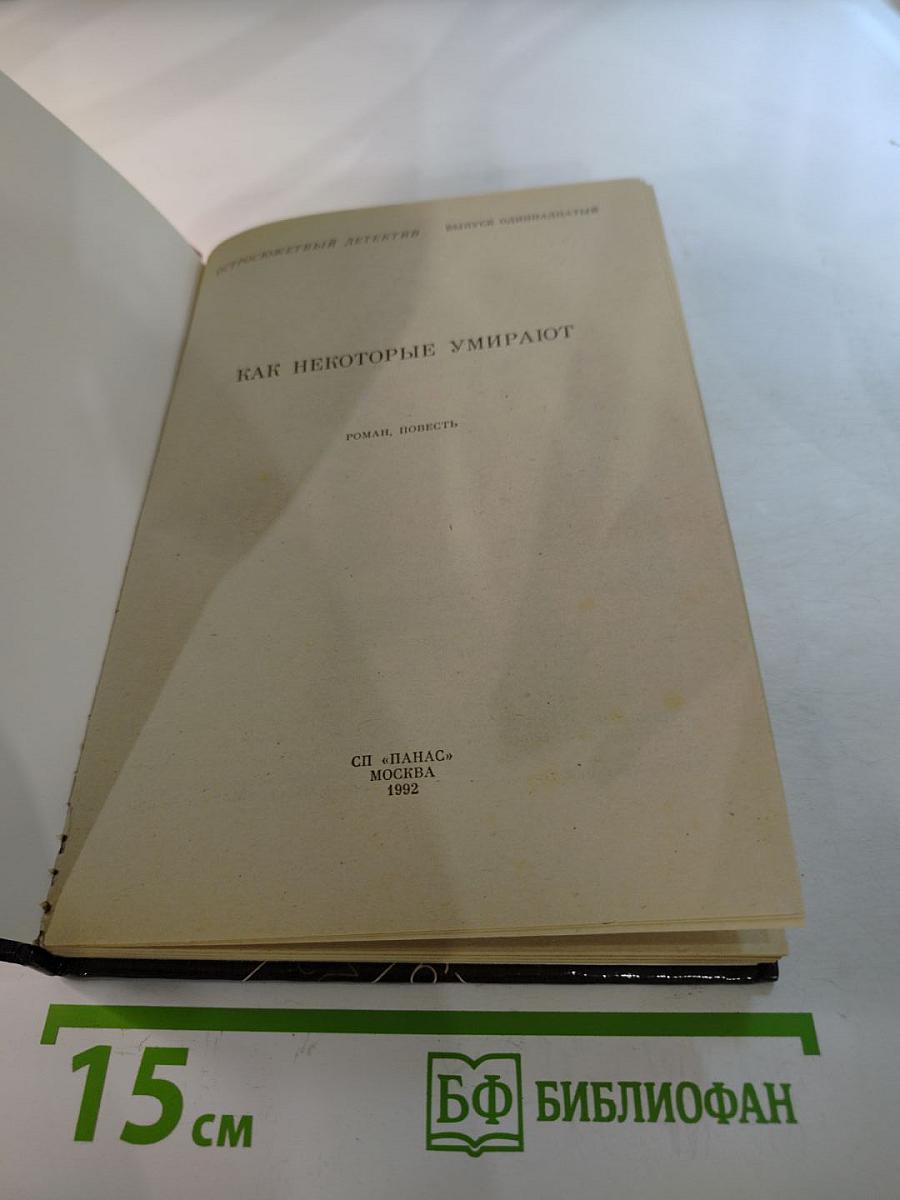 ОСТРОСЮЖЕТНЫЙ ДЕТЕКТИВ ВЫПУСК ОДИННАДЦАТЫЙ
КАК НЕКОТОРЫЕ УМИРАЮТ
РОМАН, ПОВЕСТЬ
СП «ПАНАС»
МОСКВА
1992
15 см
БФ БИБЛИОФАН